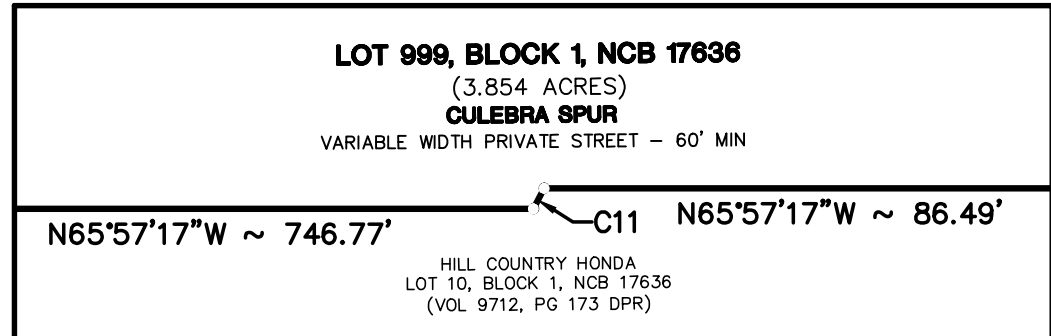 LOT 999, BLOCK 1, NCB 17636
(3.854 ACRES)
CULEBRA SPUR
VARIABLE WIDTH PRIVATE STREET – 60' MIN
N65°57'17"W ~ 746.77'
C11
N65°57'17"W ~ 86.49'
HILL COUNTRY HONDA
LOT 10, BLOCK 1, NCB 17636
(VOL 9712, PG 173 DPR)